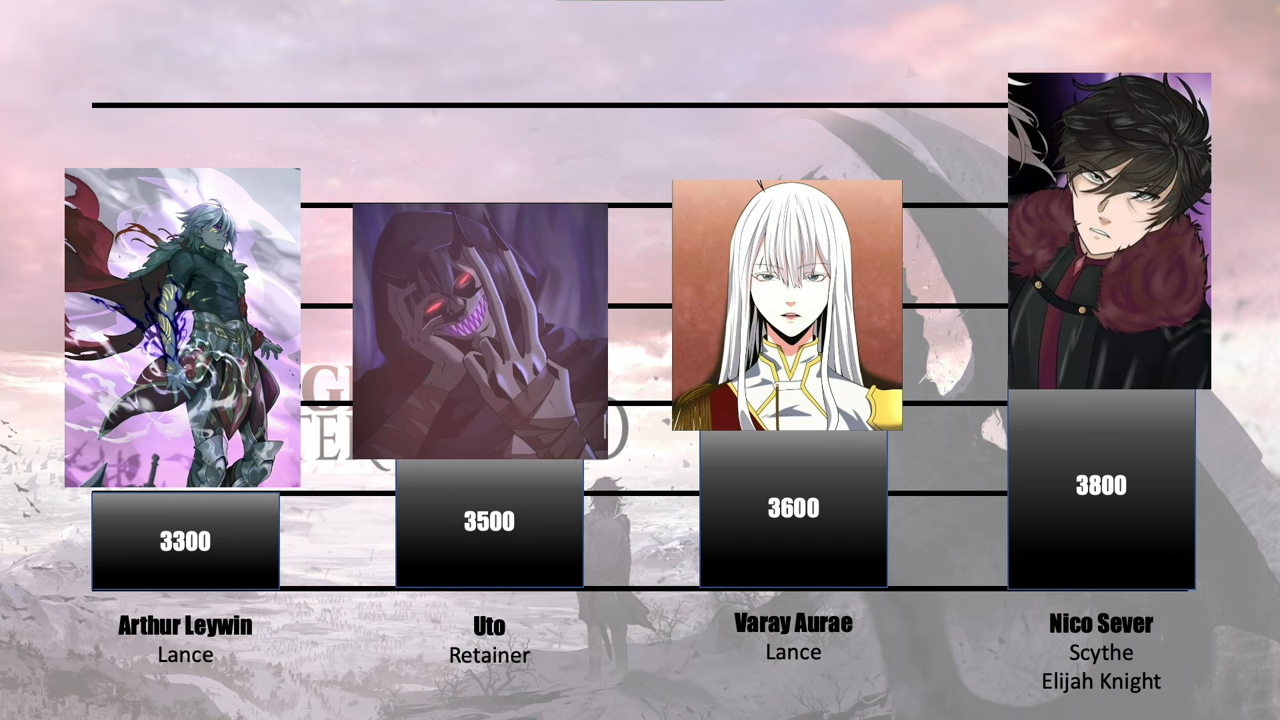 3300
3500
3600
3800
Arthur Leywin
Lance
Uto
Retainer
Varay Aurae
Lance
Nico Sever
Scythe
Elijah Knight